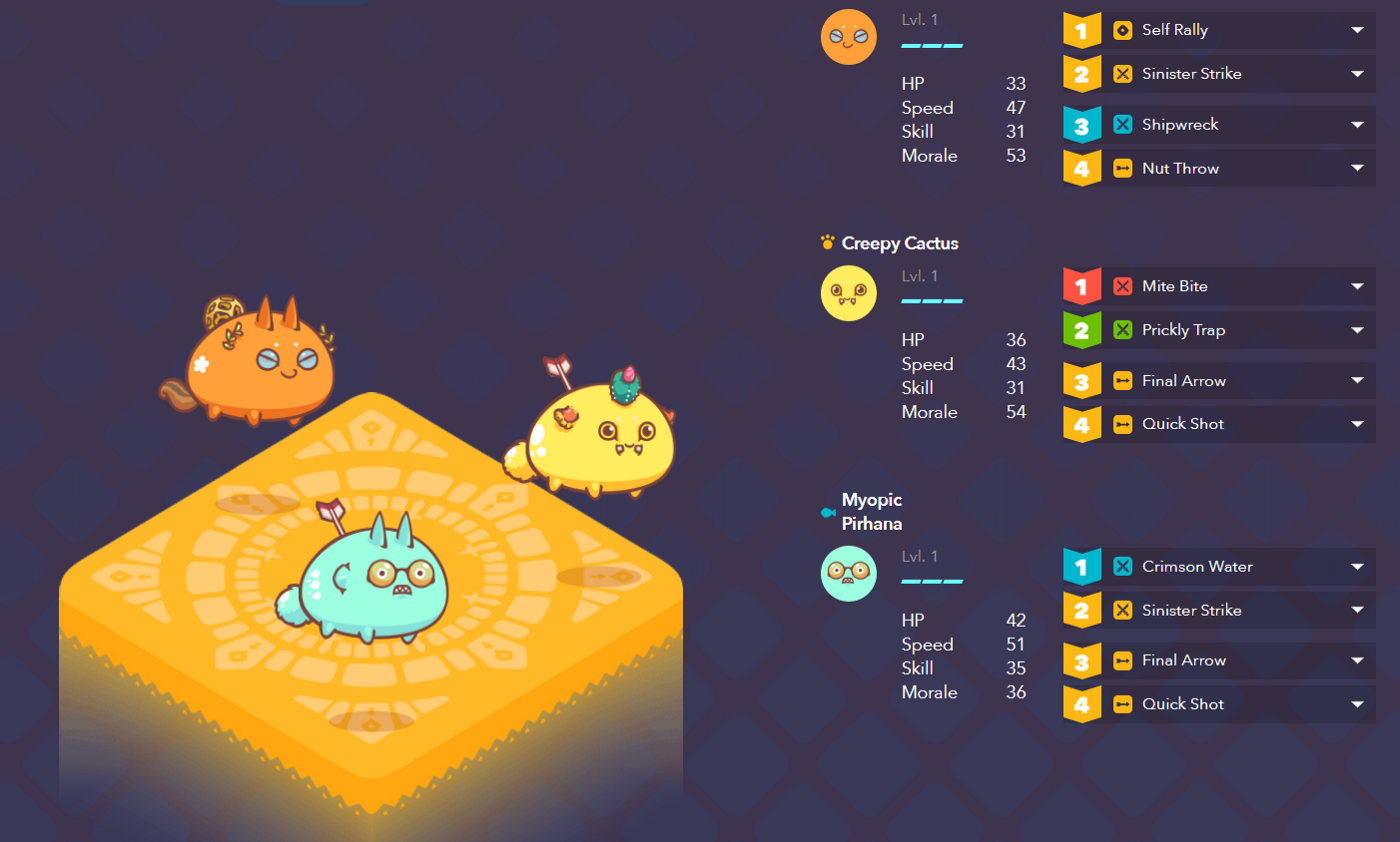 Lvl. 1
HP 33
Speed 47
Skill 31
Morale 53
1 Self Rally
2 Sinister Strike
3 Shipwreck
4 Nut Throw
Creepy Cactus
Lvl. 1
HP 36
Speed 43
Skill 31
Morale 54
1 Mite Bite
2 Prickly Trap
3 Final Arrow
4 Quick Shot
Myopic
Pirhana
Lvl. 1
HP 42
Speed 51
Skill 35
Morale 36
1 Crimson Water
2 Sinister Strike
3 Final Arrow
4 Quick Shot